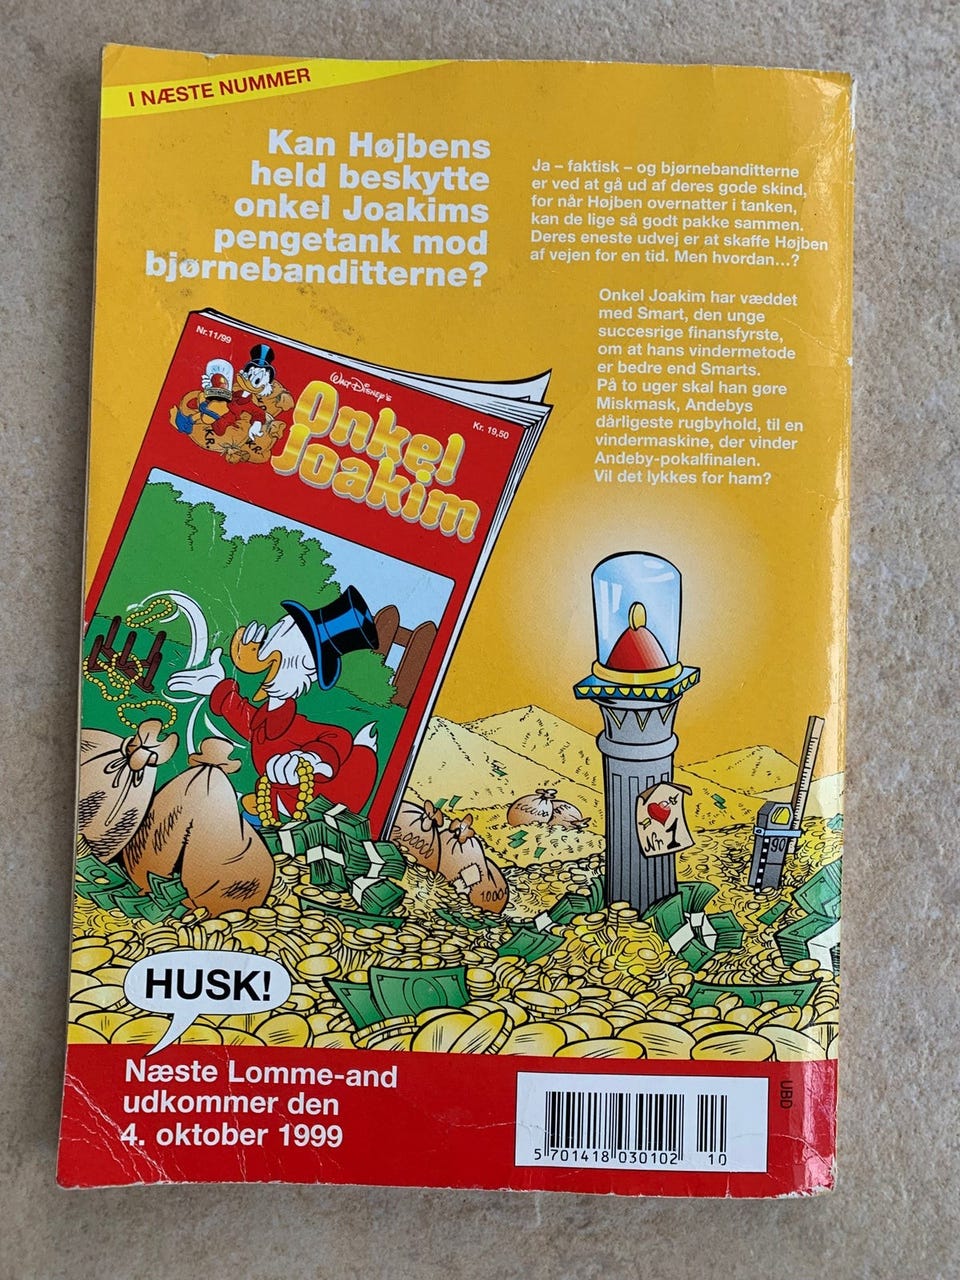 I NÆSTE NUMMER
Kan Højbens
held beskytte
onkel Joakims
pengetank mod
bjørnebanditterne?
Ja – faktisk – og bjørnebanditterne
er ved at gå ud af deres gode skind,
for når Højben overnatter i tanken,
kan de lige så godt pakke sammen.
Deres eneste udvej er at skaffe Højben
af vejen for en tid. Men hvordan...?
Onkel Joakim har væddet
med Smart, den unge
succesrige finansfyrste,
om at hans vindermetode
er bedre end Smarts.
På to uger skal han gøre
Miskmask, Andebys
dårligeste rugbyhold, til en
vindermaskine, der vinder
Andeby-pokalfinalen.
Vil det lykkes for ham?
Nr.11/99
Walt Disney's
Kr. 19,50
Onkel
Joakim
KR.
KR.
Nr. 1
90
1000
HUSK!
Næste Lomme-and
udkommer den
4. oktober 1999
UBD
5 701418 030102 10